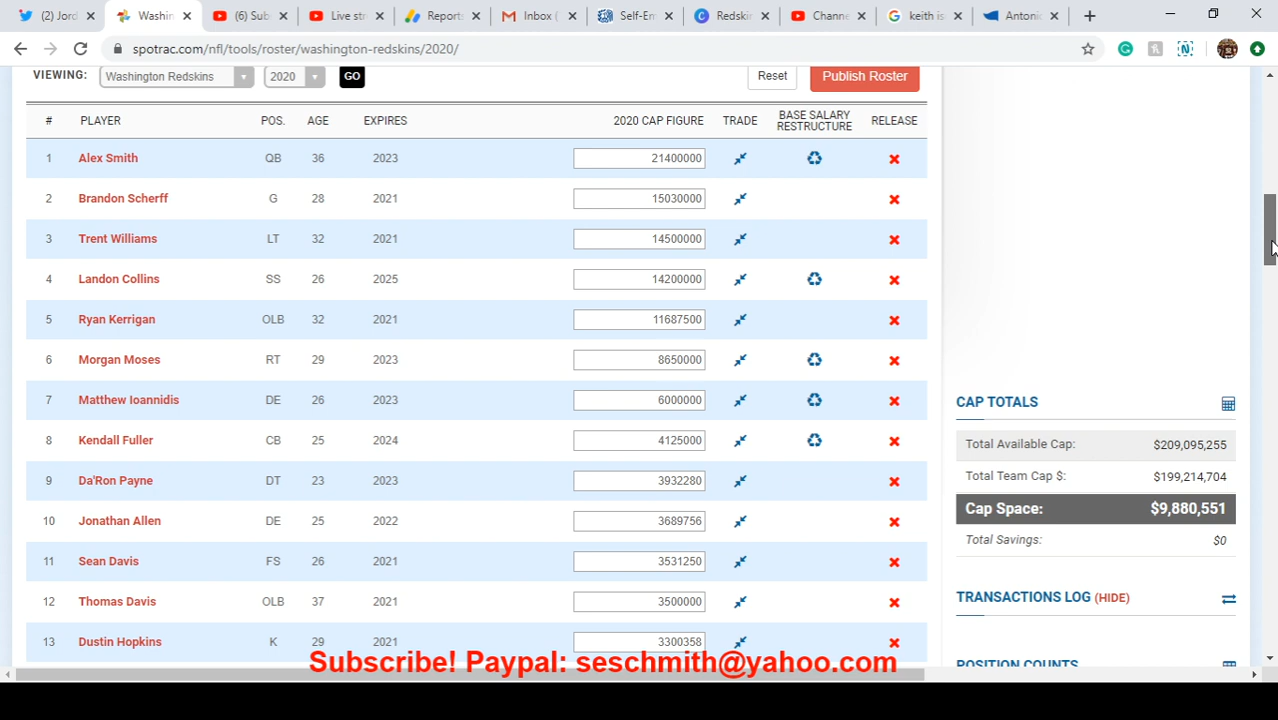 (2) Jord
Washin
(6) Sub
Live str
Reports
Inbox (
Self-Em
Redski
Channe
keith is
Antonio
spotrac.com/nfl/tools/roster/washington-redskins/2020/
VIEWING: Washington Redskins 2020 GO Reset Publish Roster
# PLAYER POS. AGE EXPIRES 2020 CAP FIGURE TRADE BASE SALARY RESTRUCTURE RELEASE
1 Alex Smith QB 36 2023 21400000
2 Brandon Scherff G 28 2021 15030000
3 Trent Williams LT 32 2021 14500000
4 Landon Collins SS 26 2025 14200000
5 Ryan Kerrigan OLB 32 2021 11687500
6 Morgan Moses RT 29 2023 8650000
7 Matthew Ioannidis DE 26 2023 6000000
8 Kendall Fuller CB 25 2024 4125000
9 Da'Ron Payne DT 23 2023 3932280
10 Jonathan Allen DE 25 2022 3689756
11 Sean Davis FS 26 2021 3531250
12 Thomas Davis OLB 37 2021 3500000
13 Dustin Hopkins K 29 2021 3300358
CAP TOTALS
Total Available Cap: $209,095,255
Total Team Cap $: $199,214,704
Cap Space: $9,880,551
Total Savings: $0
TRANSACTIONS LOG (HIDE)
POSITION COUNTS
Subscribe! Paypal: seschmith@yahoo.com